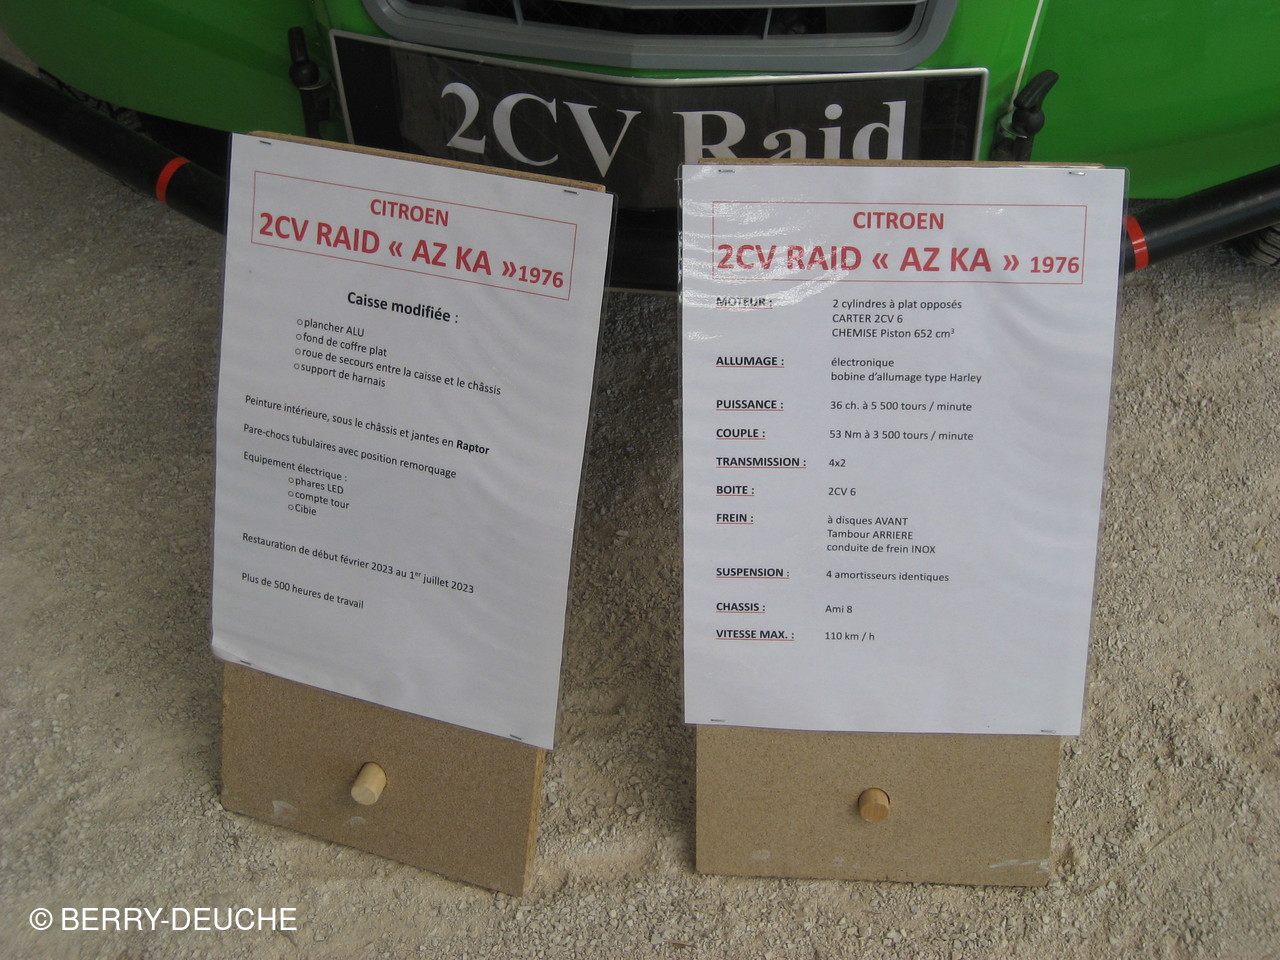 2CV Raid
CITROEN
2CV RAID « AZ KA »1976
Caisse modifiée :
○ plancher ALU
○ fond de coffre plat
○ roue de secours entre la caisse et le châssis
○ support de harnais
Peinture intérieure, sous le châssis et jantes en Raptor
Pare-chocs tubulaires avec position remorquage
Equipement électrique :
○ phares LED
○ compte tour
○ Cibie
Restauration de début février 2023 au 1er juillet 2023
Plus de 500 heures de travail
CITROEN
2CV RAID « AZ KA » 1976
MOTEUR : 2 cylindres à plat opposés
CARTER 2CV 6
CHEMISE Piston 652 cm³
ALLUMAGE : électronique
bobine d'allumage type Harley
PUISSANCE : 36 ch. à 5 500 tours / minute
COUPLE : 53 Nm à 3 500 tours / minute
TRANSMISSION : 4x2
BOITE : 2CV 6
FREIN : à disques AVANT
Tambour ARRIERE
conduite de frein INOX
SUSPENSION : 4 amortisseurs identiques
CHASSIS : Ami 8
VITESSE MAX. : 110 km / h
© BERRY-DEUCHE